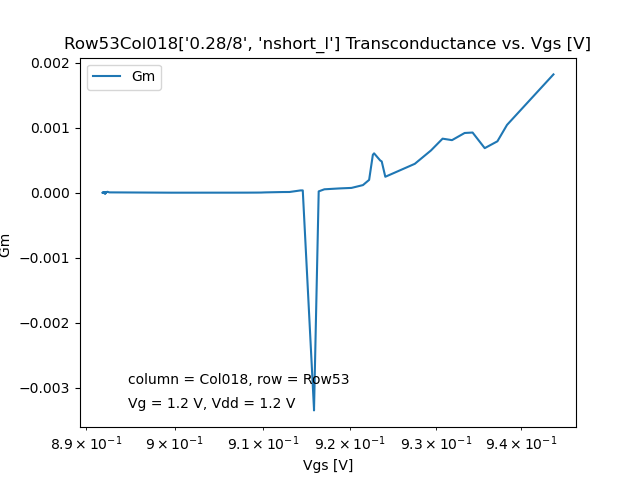 Row53Col018['0.28/8', 'nshort_l'] Transconductance vs. Vgs [V]
Gm
0.002
0.001
0.000
−0.001
−0.002
−0.003
Gm
column = Col018, row = Row53
Vg = 1.2 V, Vdd = 1.2 V
8.9 × 10⁻¹ 9 × 10⁻¹ 9.1 × 10⁻¹ 9.2 × 10⁻¹ 9.3 × 10⁻¹ 9.4 × 10⁻¹
Vgs [V]